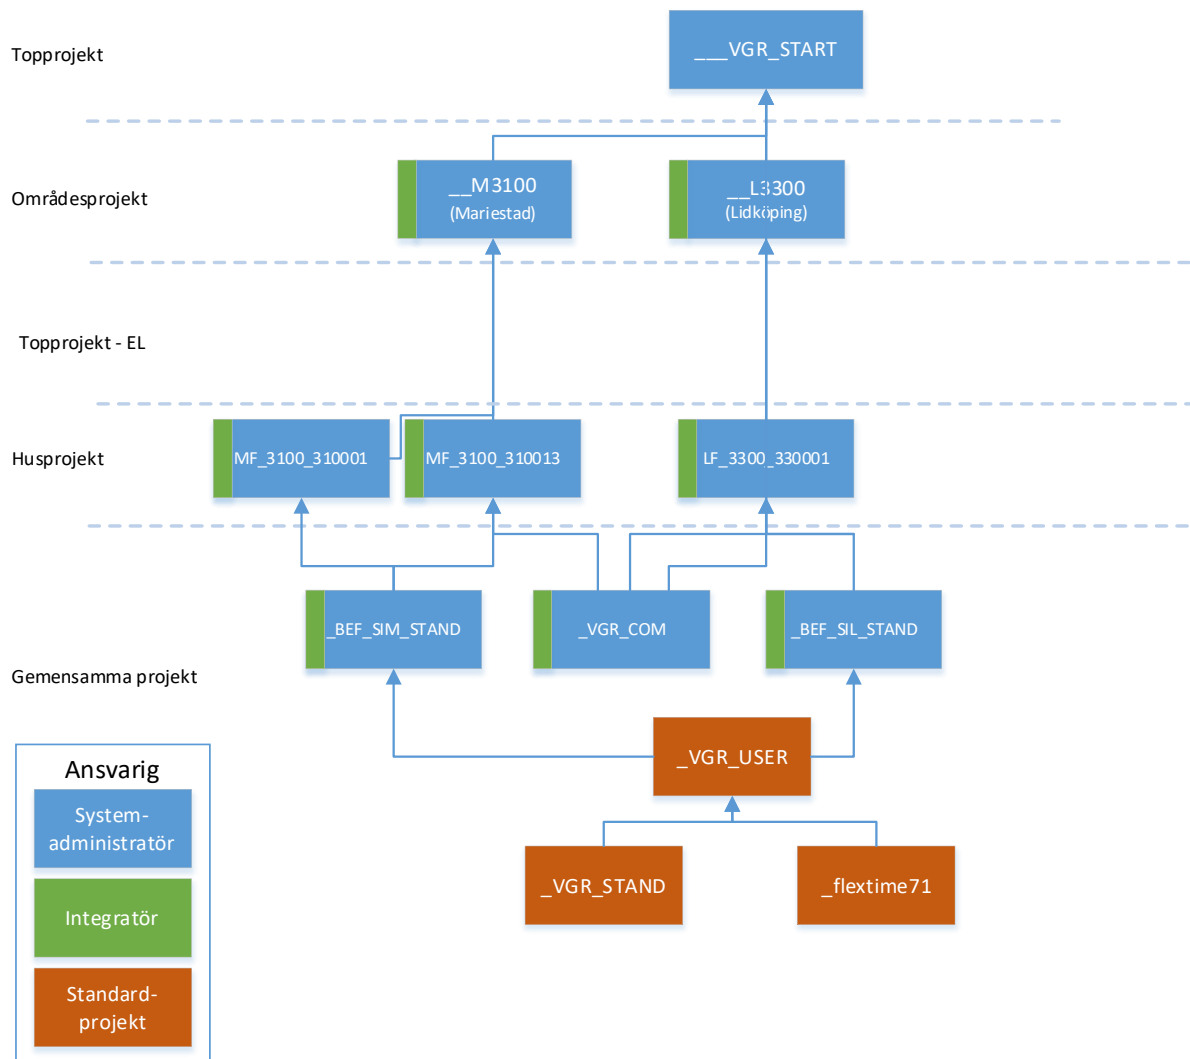 Topprojekt
___VGR_START
Områdesprojekt
__M3100
(Mariestad)
__L3300
(Lidköping)
Topprojekt - EL
Husprojekt
MF_3100_310001
MF_3100_310013
LF_3300_330001
_BEF_SIM_STAND
_VGR_COM
_BEF_SIL_STAND
Gemensamma projekt
_VGR_USER
_VGR_STAND
_flextime71
Ansvarig
System-
administratör
Integratör
Standard-
projekt